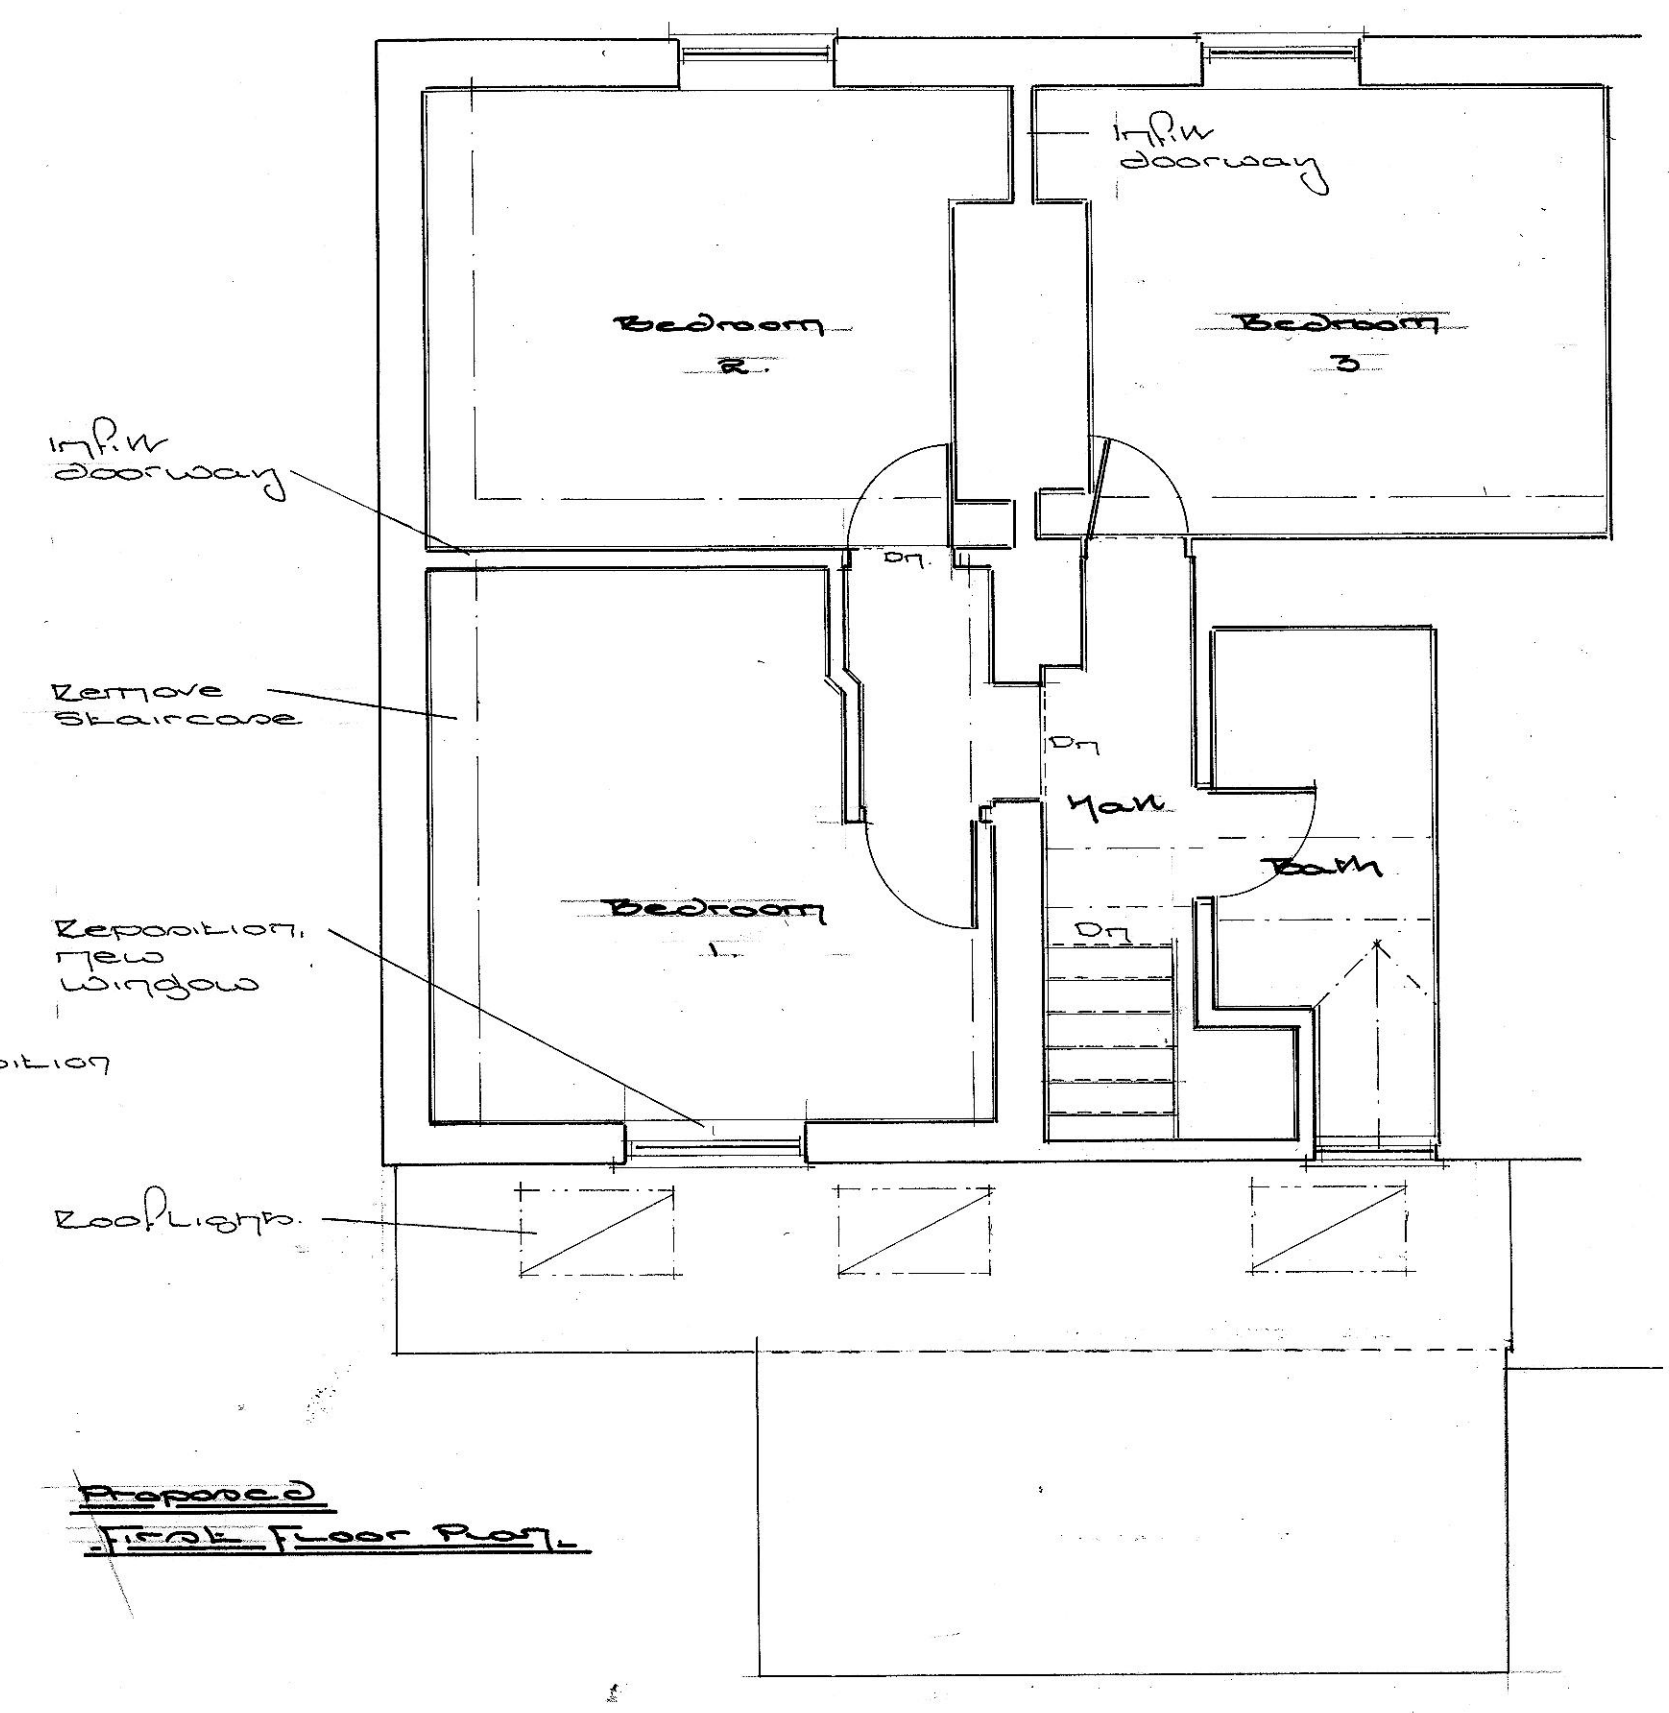 Infill
doorway
Bedroom
2.
Bedroom
3
Infill
doorway
Dn.
Remove
Staircase
Dn
Hall
Bath
Bedroom
1.
Reposition,
new
window
Dn
Rooflights.
Proposed
First Floor Plan.